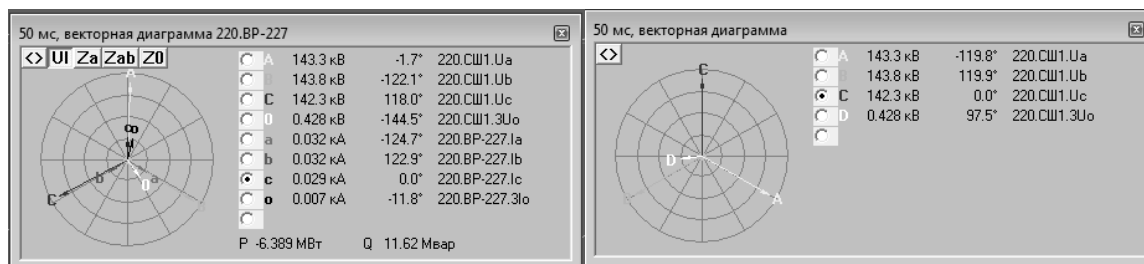 50 мс, векторная диаграмма 220.ВР-227
<> UI Za Zab Z0
A 143.3 кВ -1.7° 220.СШ1.Ua
B 143.8 кВ -122.1° 220.СШ1.Ub
C 142.3 кВ 118.0° 220.СШ1.Uc
0 0.428 кВ -144.5° 220.СШ1.3Uo
a 0.032 кА -124.7° 220.ВР-227.Ia
b 0.032 кА 122.9° 220.ВР-227.Ib
c 0.029 кА 0.0° 220.ВР-227.Ic
o 0.007 кА -11.8° 220.ВР-227.3Io
A
b
C
0
a
B
P -6.389 МВт Q 11.62 Мвар
50 мс, векторная диаграмма
<>
A 143.3 кВ -119.8° 220.СШ1.Ua
B 143.8 кВ 119.9° 220.СШ1.Ub
C 142.3 кВ 0.0° 220.СШ1.Uc
D 0.428 кВ 97.5° 220.СШ1.3Uo
C
D
B
A